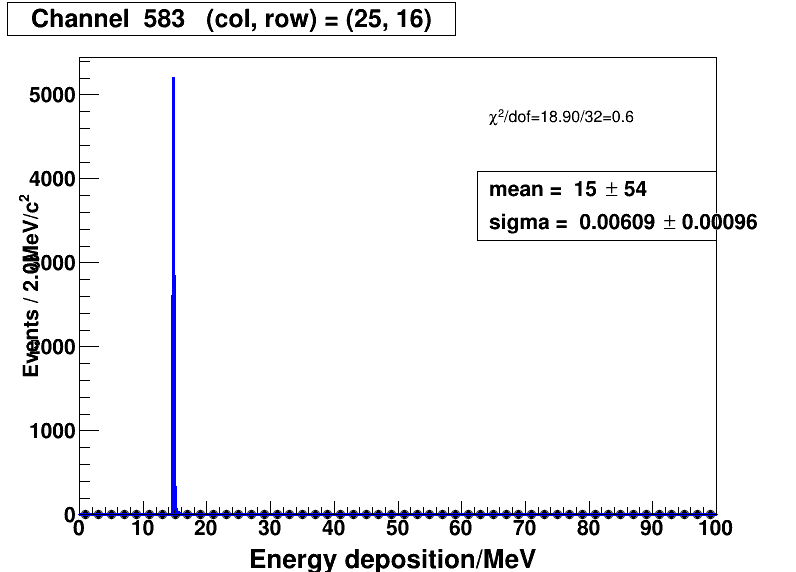 Channel 583 (col, row) = (25, 16)
χ²/dof=18.90/32=0.6
mean = 15 ± 54
sigma = 0.00609 ± 0.00096
Events / 2.0MeV/c²
5000
4000
3000
2000
1000
0
0 10 20 30 40 50 60 70 80 90 100
Energy deposition/MeV